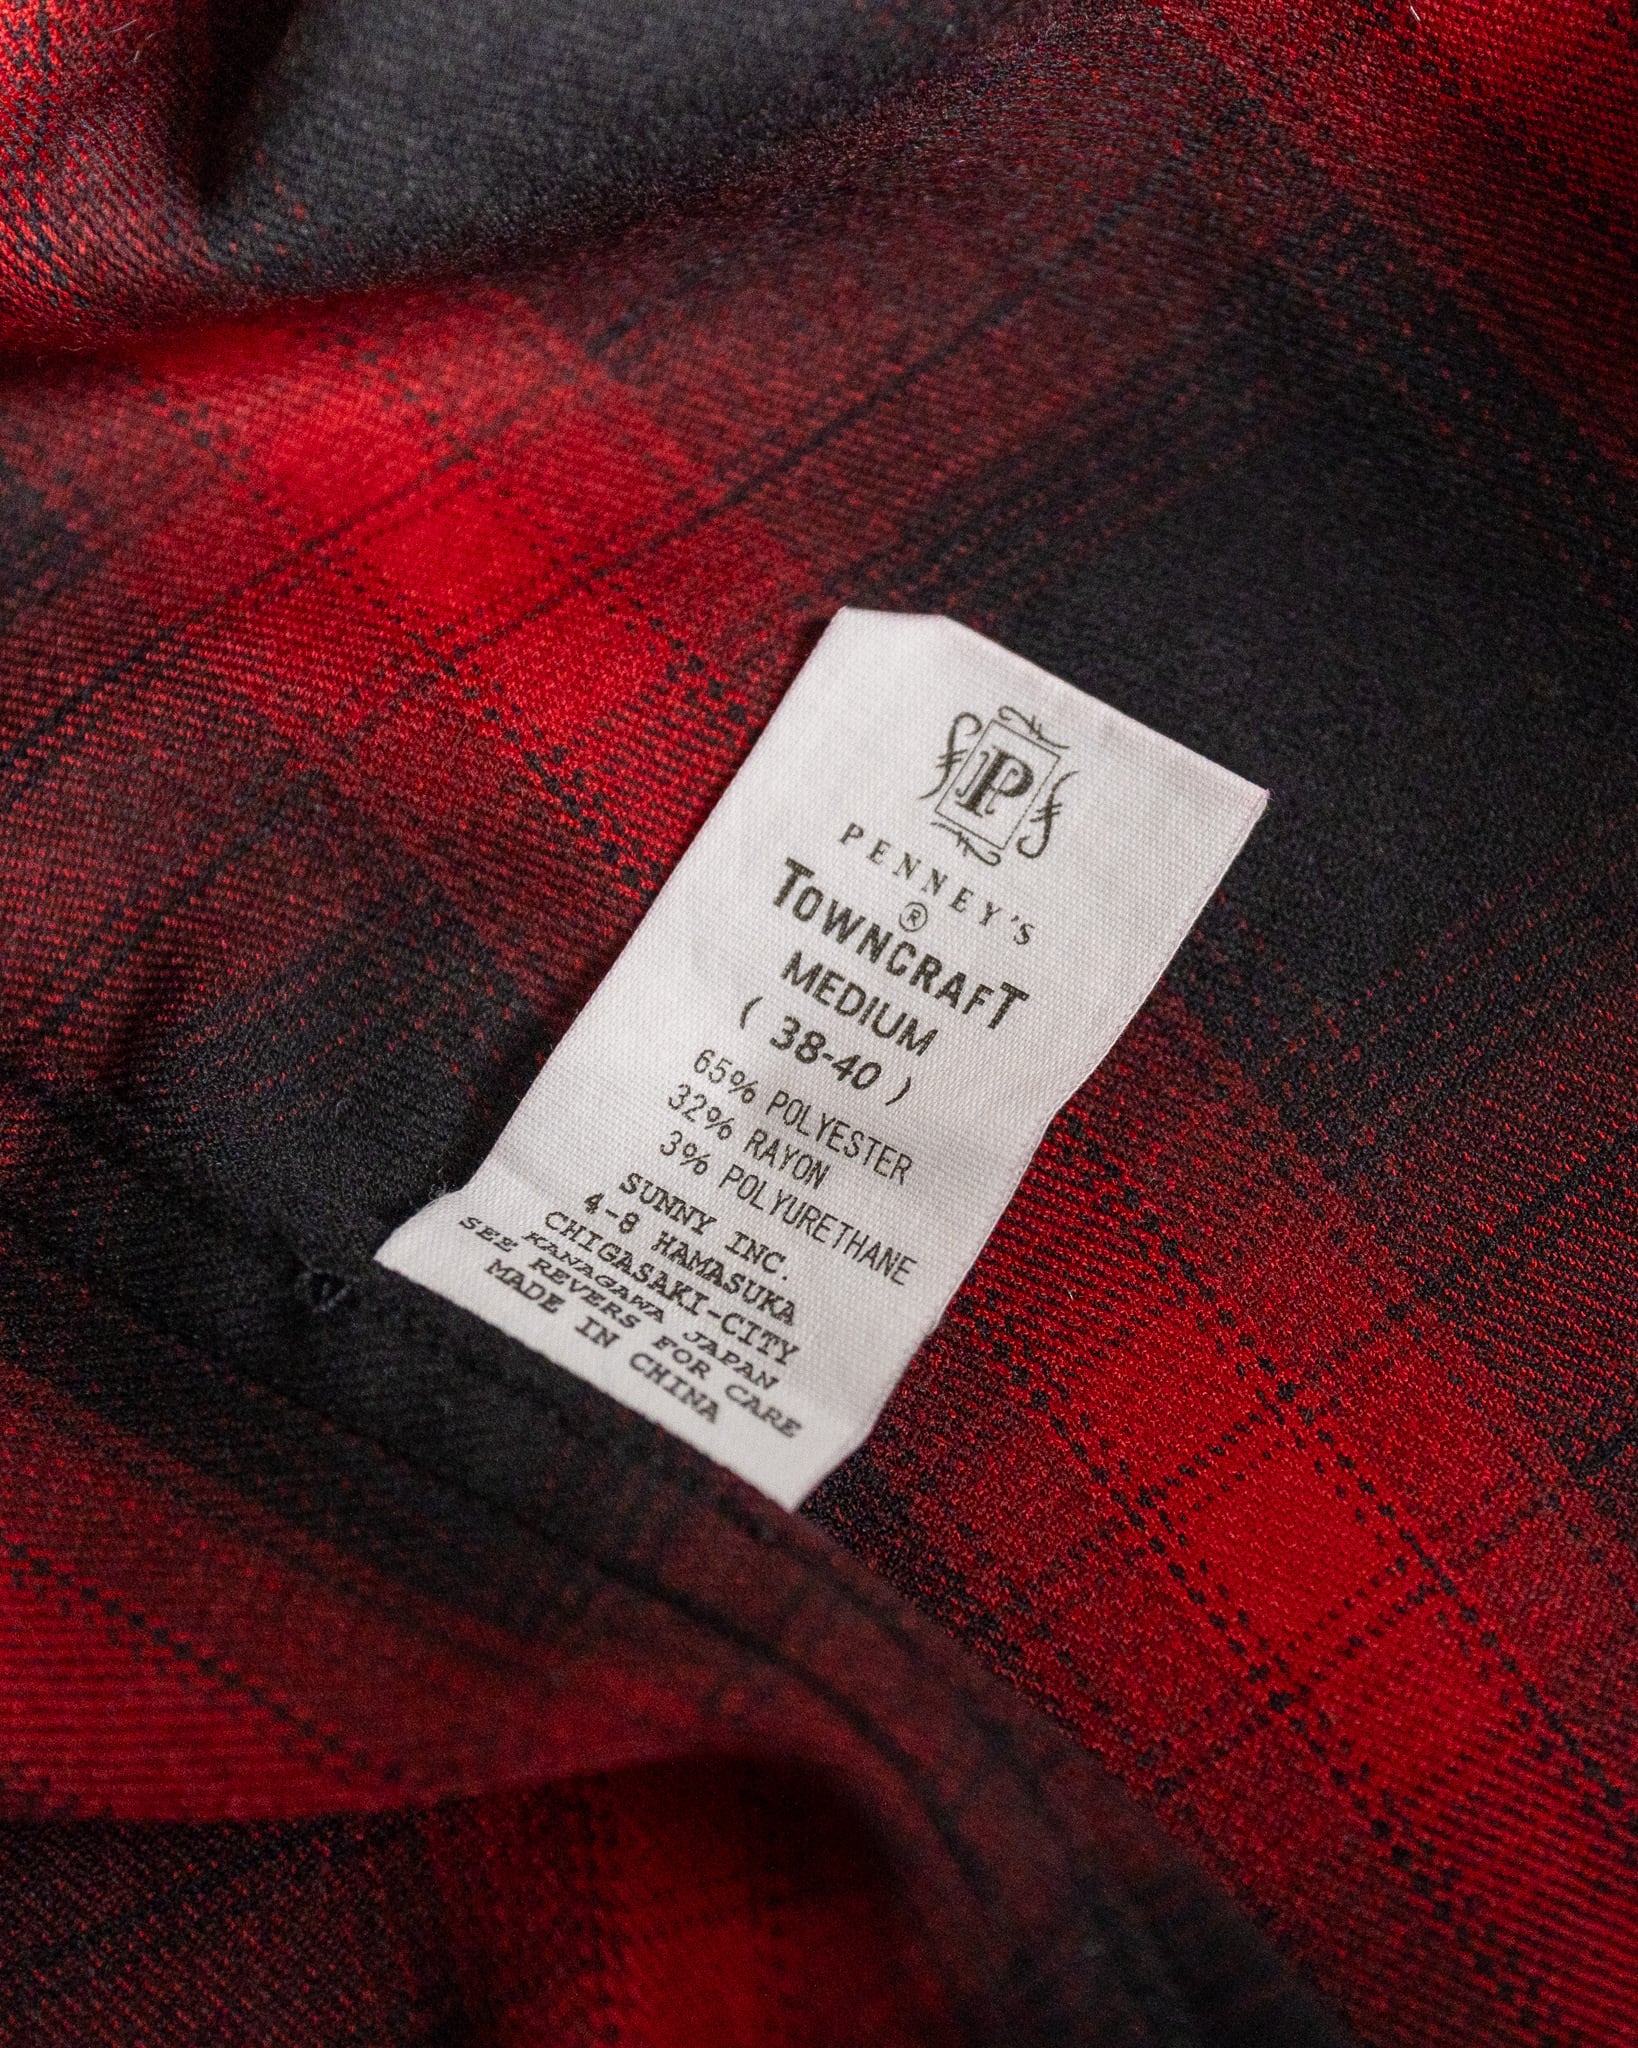 P
PENNEY'S
®
TOWNCRAFT
MEDIUM
( 38-40 )
65% POLYESTER
32% RAYON
3% POLYURETHANE
SUNNY INC.
4-8 HAMASUKA
CHIGASAKI-CITY
KANAGAWA JAPAN
SEE REVERS FOR CARE
MADE IN CHINA